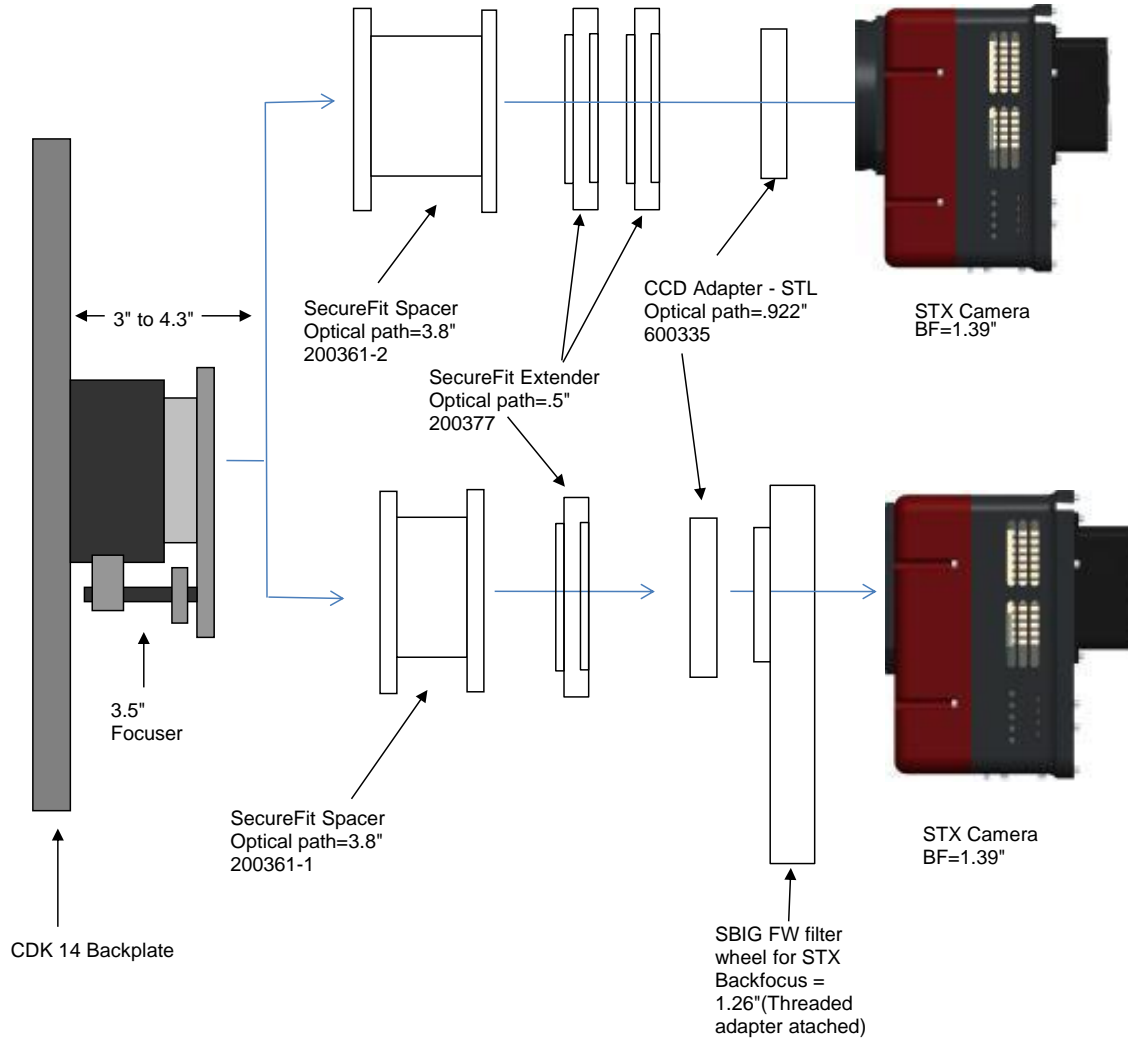 3" to 4.3"
SecureFit Spacer
Optical path=3.8"
200361-2
SecureFit Extender
Optical path=.5"
200377
CCD Adapter - STL
Optical path=.922"
600335
STX Camera
BF=1.39"
3.5"
Focuser
SecureFit Spacer
Optical path=3.8"
200361-1
STX Camera
BF=1.39"
CDK 14 Backplate
SBIG FW filter
wheel for STX
Backfocus =
1.26"(Threaded
adapter atached)